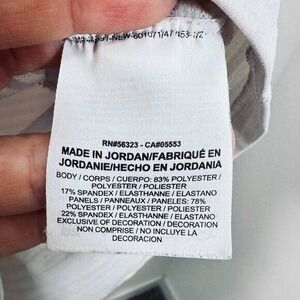 RN#56323 - CA#05553
MADE IN JORDAN/FABRIQUÉ EN
JORDANIE/HECHO EN JORDANIA
BODY / CORPS / CUERPO: 83% POLYESTER /
POLYESTER / POLIESTER
17% SPANDEX / ELASTHANNE / ELASTANO
PANELS / PANNEAUX / PANELES: 78%
POLYESTER / POLYESTER / POLIESTER
22% SPANDEX / ELASTHANNE / ELASTANO
EXCLUSIVE OF DECORATION / DECORATION
NON COMPRISE / NO INCLUYE LA
DECORACION